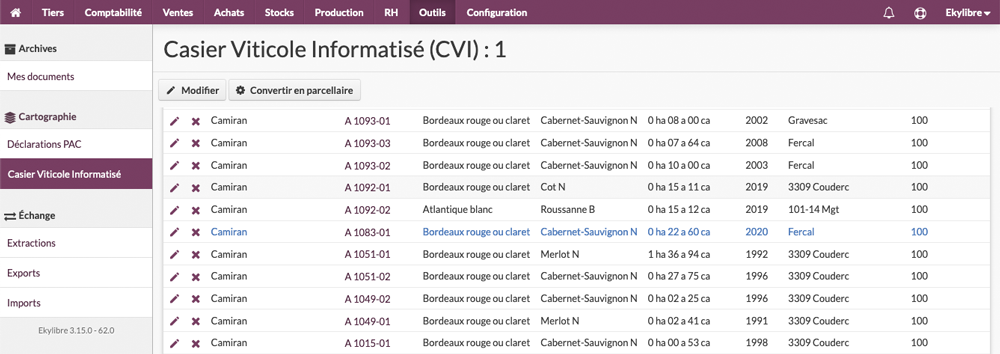 Tiers Comptabilité Ventes Achats Stocks Production RH Outils Configuration Ekylibre
Archives
Mes documents
Cartographie
Déclarations PAC
Casier Viticole Informatisé
Échange
Extractions
Exports
Imports
Ekylibre 3.15.0 - 62.0
Casier Viticole Informatisé (CVI) : 1
Modifier Convertir en parcellaire
Camiran A 1093-01 Bordeaux rouge ou claret Cabernet-Sauvignon N 0 ha 08 a 00 ca 2002 Gravesac 100
Camiran A 1093-03 Bordeaux rouge ou claret Cabernet-Sauvignon N 0 ha 07 a 64 ca 2008 Fercal 100
Camiran A 1093-02 Bordeaux rouge ou claret Cabernet-Sauvignon N 0 ha 10 a 00 ca 2003 Fercal 100
Camiran A 1092-01 Bordeaux rouge ou claret Cot N 0 ha 15 a 11 ca 2019 3309 Couderc 100
Camiran A 1092-02 Atlantique blanc Roussanne B 0 ha 15 a 12 ca 2019 101-14 Mgt 100
Camiran A 1083-01 Bordeaux rouge ou claret Cabernet-Sauvignon N 0 ha 22 a 60 ca 2020 Fercal 100
Camiran A 1051-01 Bordeaux rouge ou claret Merlot N 1 ha 36 a 94 ca 1992 3309 Couderc 100
Camiran A 1051-02 Bordeaux rouge ou claret Cabernet-Sauvignon N 0 ha 27 a 75 ca 1996 3309 Couderc 100
Camiran A 1049-02 Bordeaux rouge ou claret Cabernet-Sauvignon N 0 ha 02 a 25 ca 1996 3309 Couderc 100
Camiran A 1049-01 Bordeaux rouge ou claret Merlot N 0 ha 02 a 41 ca 1991 3309 Couderc 100
Camiran A 1015-01 Bordeaux rouge ou claret Cabernet-Sauvignon N 0 ha 00 a 53 ca 1998 3309 Couderc 100